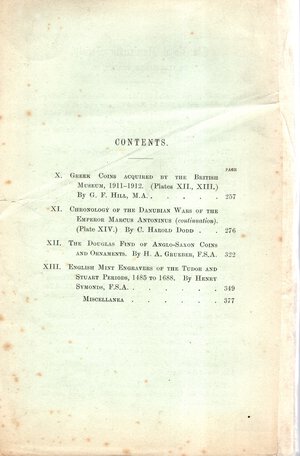 CONTENTS.
PAGE
X. Greek Coins acquired by the British
Museum, 1911-1912. (Plates XII., XIII.)
By G. F. Hill, M.A. . . . . . 257
XI. Chronology of the Danubian Wars of the
Emperor Marcus Antoninus (continuation).
(Plate XIV.) By C. Harold Dodd . . 276
XII. The Douglas Find of Anglo-Saxon Coins
and Ornaments. By H. A. Grueber, F.S.A. 322
XIII. English Mint Engravers of the Tudor and
Stuart Periods, 1485 to 1688. By Henry
Symonds, F.S.A. . . . . . . 349
Miscellanea . . . . . . 377